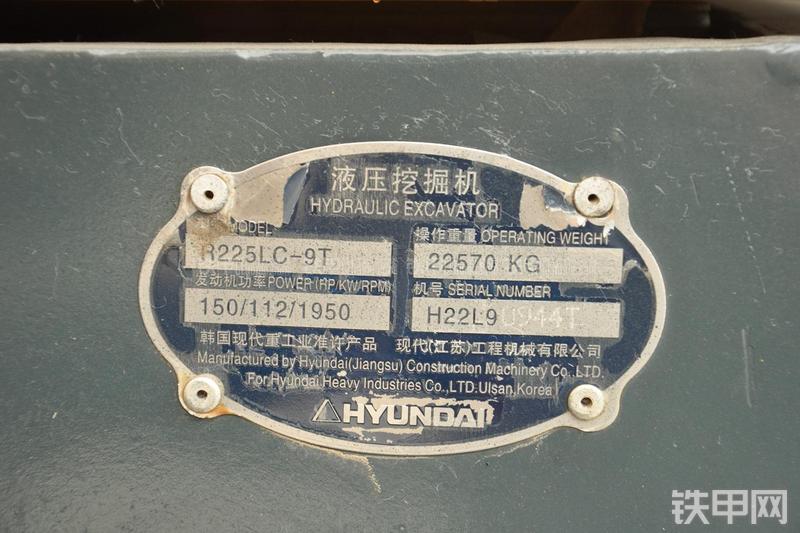 液压挖掘机
HYDRAULIC EXCAVATOR
MODEL
R225LC-9T
操作重量 OPERATING WEIGHT
22570 KG
发动机功率 POWER (HP/KW/RPM)
150/112/1950
机号 SERIAL NUMBER
H22L9
韩国现代重工业准许产品 现代(江苏)工程机械有限公司
Manufactured by Hyundai(Jiangsu) Construction Machinery Co., LTD.
For.Hyundai Heavy Industries Co.,LTD.Ulsan,Korea
HYUNDAI
铁甲网